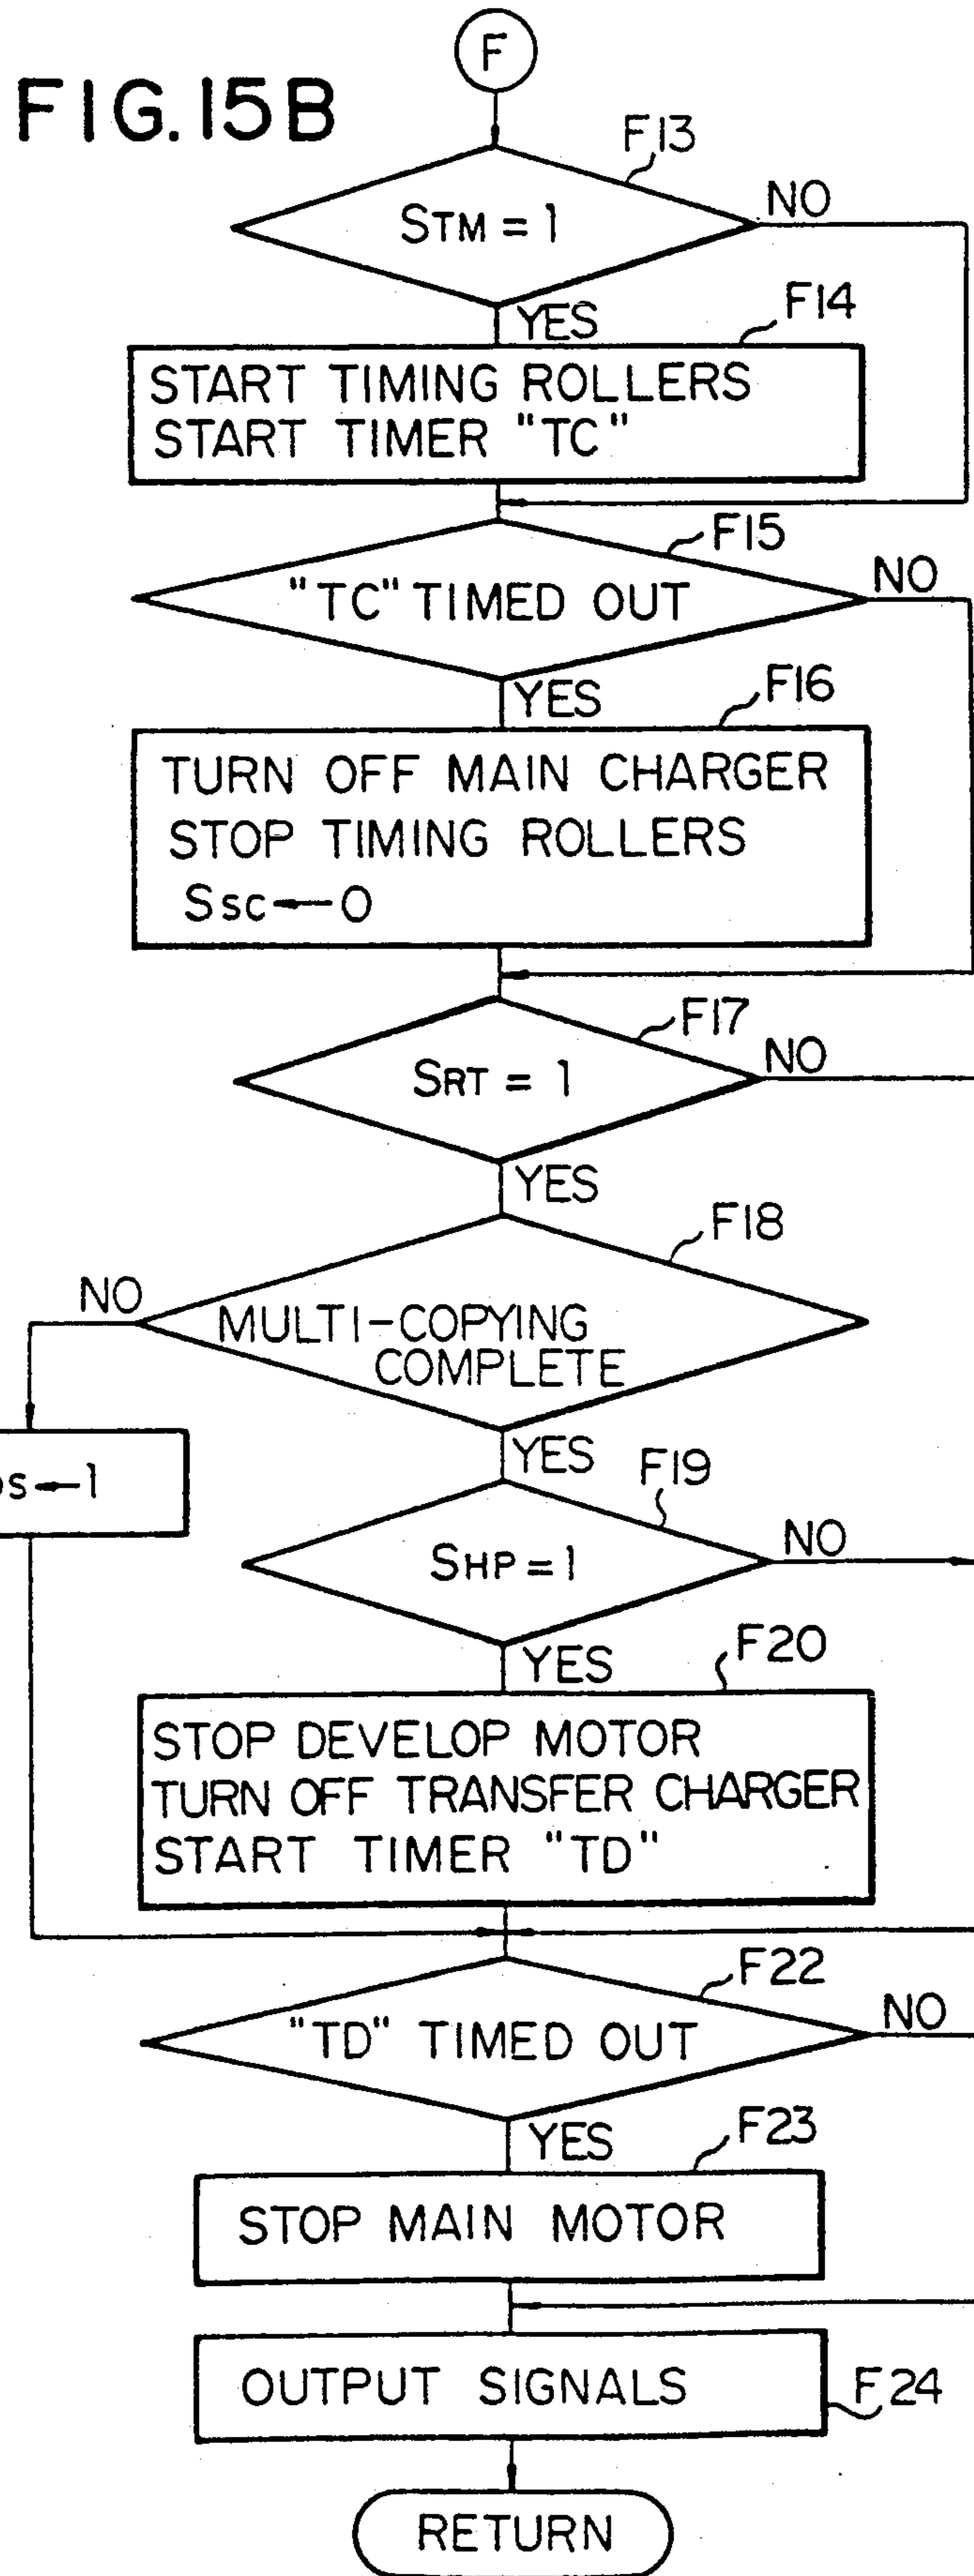 F
FIG.15B
F13
STM = 1
NO
YES
F14
START TIMING ROLLERS
START TIMER "TC"
F15
"TC" TIMED OUT
NO
YES
F16
TURN OFF MAIN CHARGER
STOP TIMING ROLLERS
SSC←0
F17
SRT = 1
NO
YES
F18
NO
MULTI-COPYING
COMPLETE
YES
S←1
F19
SHP = 1
NO
YES
F20
STOP DEVELOP MOTOR
TURN OFF TRANSFER CHARGER
START TIMER "TD"
F22
"TD" TIMED OUT
NO
YES
F23
STOP MAIN MOTOR
OUTPUT SIGNALS
F24
RETURN